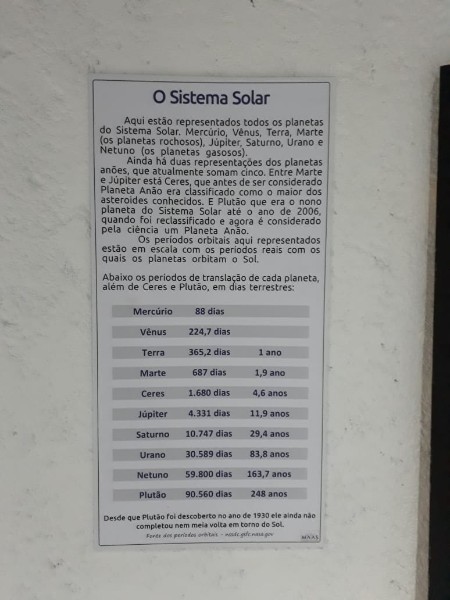 O Sistema Solar
Aqui estão representados todos os planetas
do Sistema Solar. Mercúrio, Vênus, Terra, Marte
(os planetas rochosos), Júpiter, Saturno, Urano e
Netuno (os planetas gasosos).
Ainda há duas representações dos planetas
anões, que atualmente somam cinco. Entre Marte
e Júpiter está Ceres, que antes de ser considerado
Planeta Anão era classificado como o maior dos
asteroides conhecidos. E Plutão que era o nono
planeta do Sistema Solar até o ano de 2006,
quando foi reclassificado e agora é considerado
pela ciência um Planeta Anão.
Os periodos orbitais aqui representados
estão em escala com os periodos reais com os
quais os planetas orbitam o Sol.
Abaixo os periodos de translação de cada planeta,
além de Ceres e Plutão, em dias terrestres:
Mercúrio 88 dias
Vênus 224,7 dias
Terra 365,2 dias 1 ano
Marte 687 dias 1,9 ano
Ceres 1.680 dias 4,6 anos
Júpiter 4.331 dias 11,9 anos
Saturno 10.747 dias 29,4 anos
Urano 30.589 dias 83,8 anos
Netuno 59.800 dias 163,7 anos
Plutão 90.560 dias 248 anos
Desde que Plutão foi descoberto no ano de 1930 ele ainda não
completou nem meia volta em torno do Sol.
Fonte dos períodos orbitais - nssdc.gsfc.nasa.gov